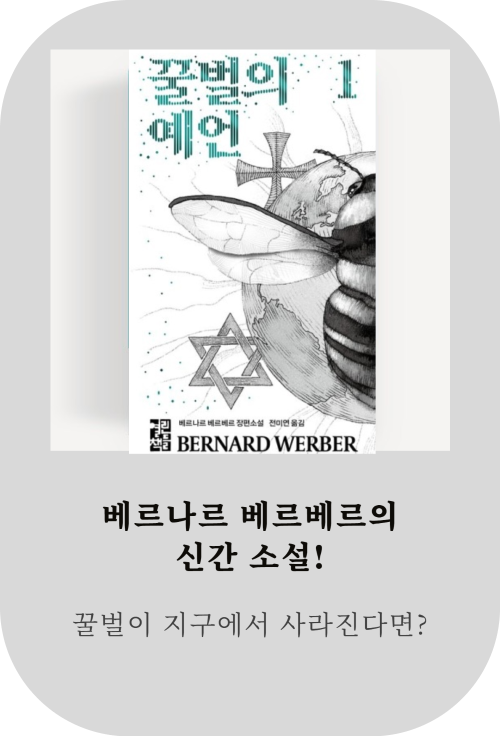 꿀벌의 1
예언
열린책들
베르나르 베르베르 장편소설 전미연 옮김
BERNARD WERBER
베르나르 베르베르의
신간 소설!
꿀벌이 지구에서 사라진다면?